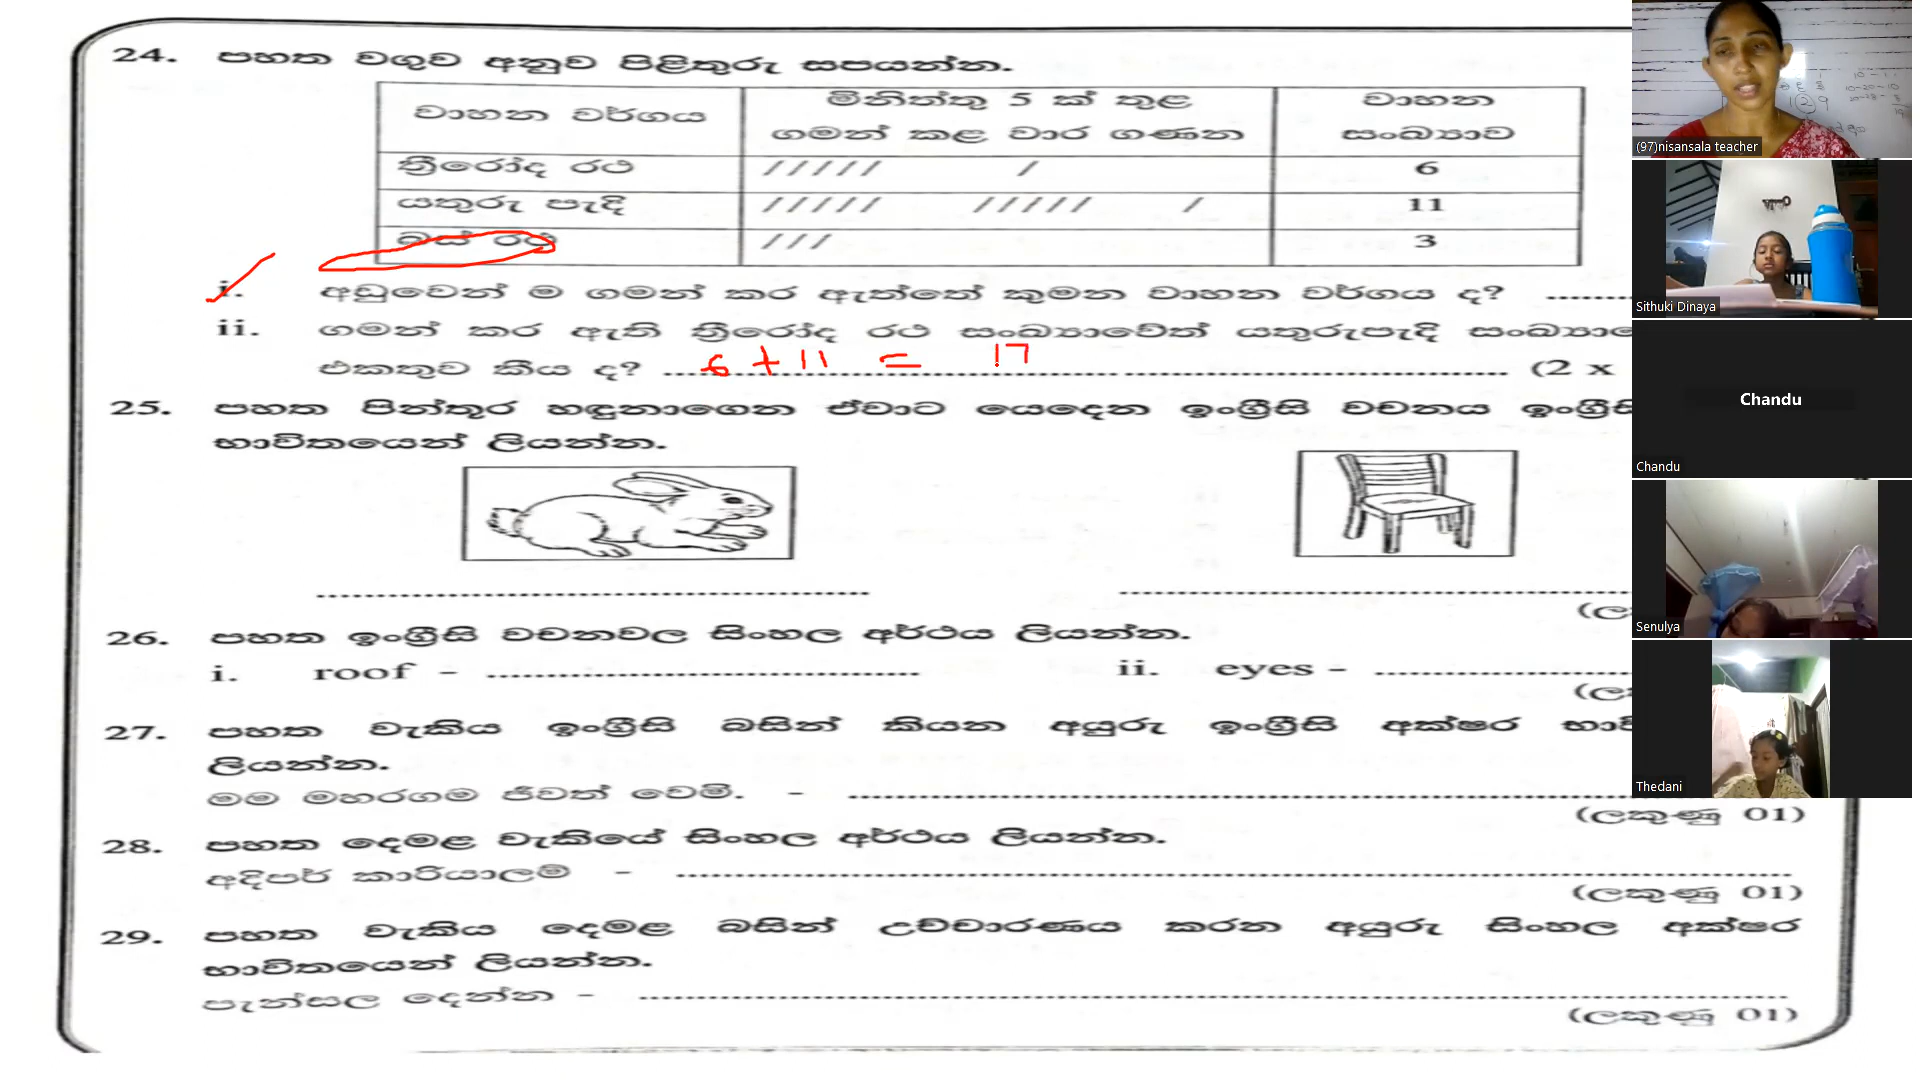 24. පහත වගුව අනුව පිළිතුරු සපයන්න.
වාහන වර්ගය
මිනිත්තු 5 ක් තුළ ගමන් කළ වාර ගණන
වාහන සංඛ්‍යාව
ත්‍රීරෝද රථ ///// / 6
යතුරු පැදි ///// ///// / 11
බස් රථ /// 3
i. අඩුවෙන් ම ගමන් කර ඇත්තේ කුමන වාහන වර්ගය ද? ..........
ii. ගමන් කර ඇති ත්‍රීරෝද රථ සංඛ්‍යාවේත් යතුරුපැදි
එකතුව කීය ද? 6 + 11 = 17 (2 x
25. පහත පින්තූර හඳුනාගෙන ඒවාට යෙදෙන ඉංග්‍රීසි වචනය
භාවිතයෙන් ලියන්න.
26. පහත ඉංග්‍රීසි වචනවල සිංහල අර්ථය ලියන්න.
i. roof - .................... ii. eyes - ....................
27. පහත වැකිය ඉංග්‍රීසි බසින් කියන අයුරු ඉංග්‍රීසි අක්ෂර
ලියන්න.
මම මහරගම ජීවත් වෙමි. - ....................
(ලකුණු 01)
28. පහත දෙමළ වැකියේ සිංහල අර්ථය ලියන්න.
අදිපර් කාරියාලම් - ....................
(ලකුණු 01)
29. පහත වැකිය දෙමළ බසින් උච්චාරණය කරන අයුරු සිංහල අක්ෂර
භාවිතයෙන් ලියන්න.
පැන්සල දෙන්න - ....................
(ලකුණු 01)
(97)nisansala teacher
Sithuki Dinaya
Chandu
Chandu
Senulya
Thedani